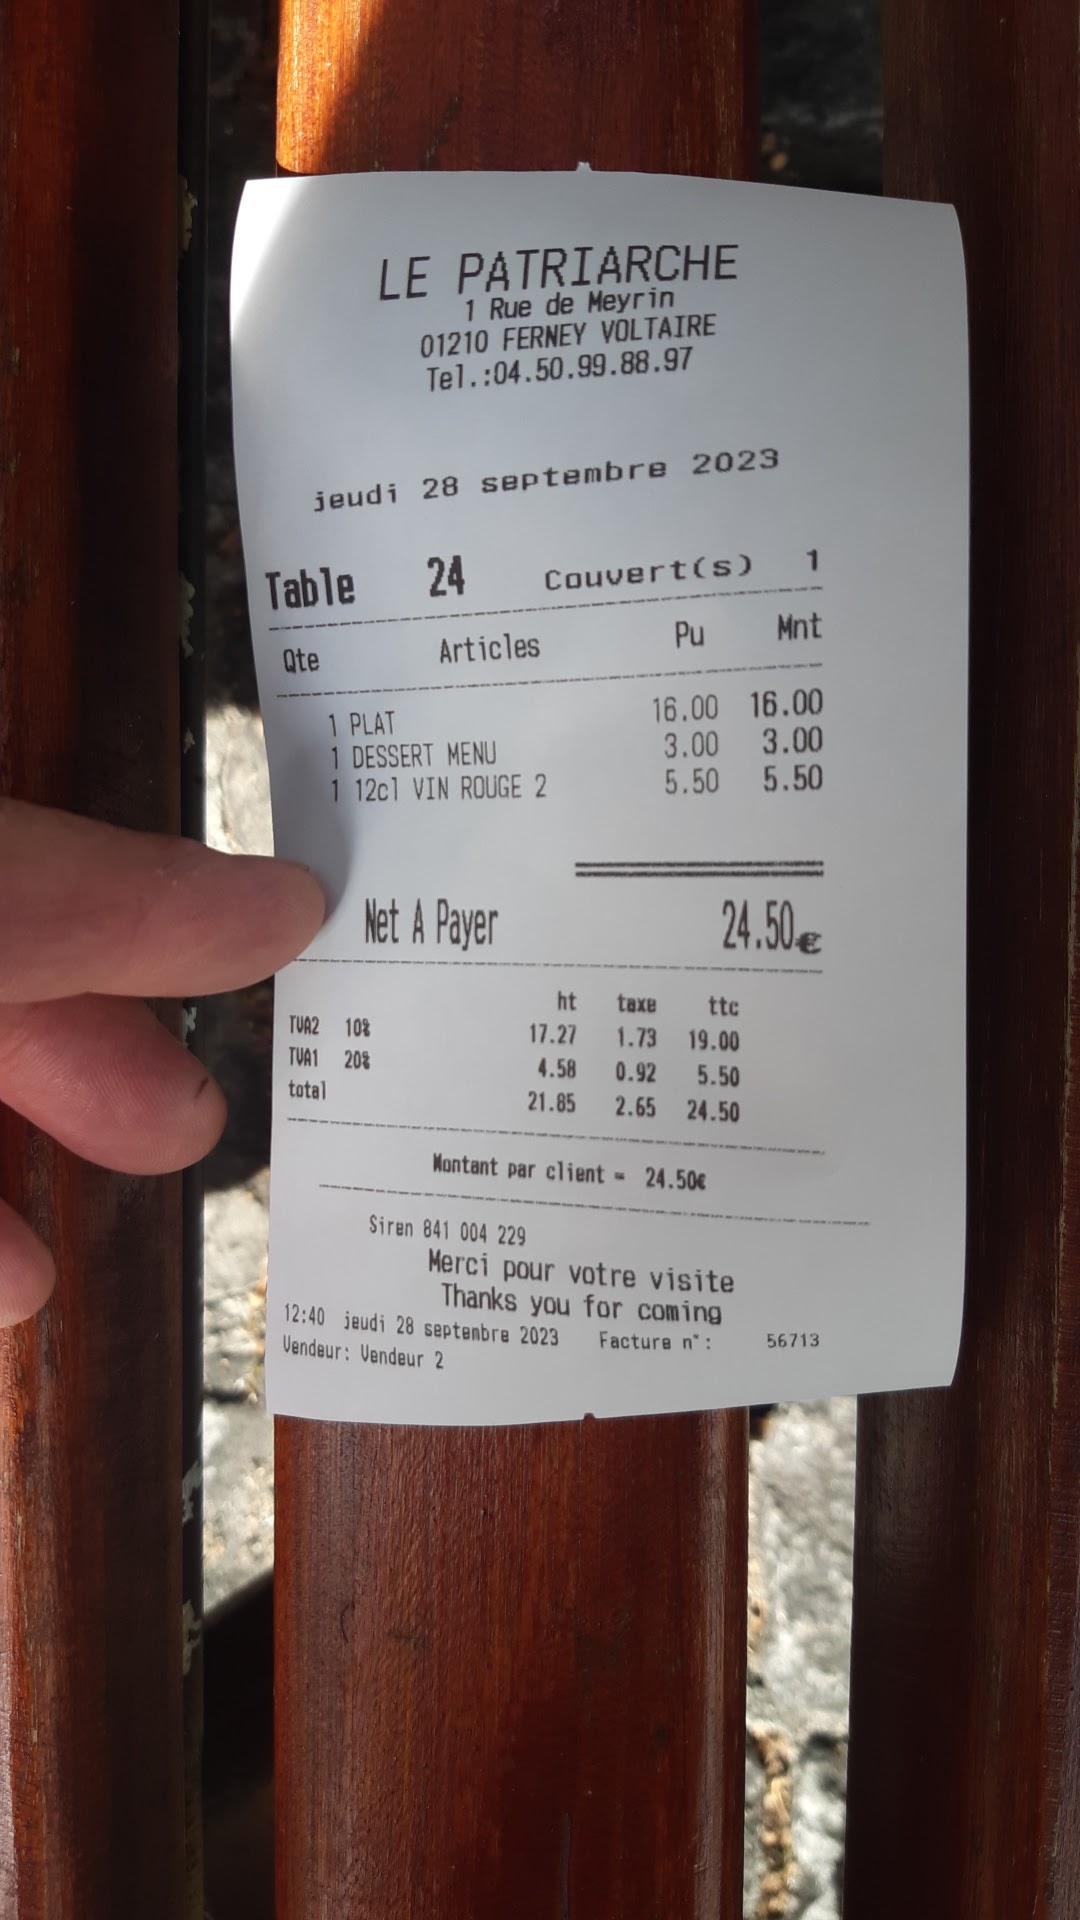 LE PATRIARCHE
1 Rue de Meyrin
01210 FERNEY VOLTAIRE
Tel.:04.50.99.88.97
jeudi 28 septembre 2023
Table 24 Couvert(s) 1
Qte Articles Pu Mnt
1 PLAT 16.00 16.00
1 DESSERT MENU 3.00 3.00
1 12cl VIN ROUGE 2 5.50 5.50
Net A Payer 24.50€
ht taxe ttc
TVA2 10% 17.27 1.73 19.00
TVA1 20% 4.58 0.92 5.50
total 21.85 2.65 24.50
Montant par client = 24.50€
Siren 841 004 229
Merci pour votre visite
Thanks you for coming
12:40 jeudi 28 septembre 2023 Facture n°: 56713
Vendeur: Vendeur 2